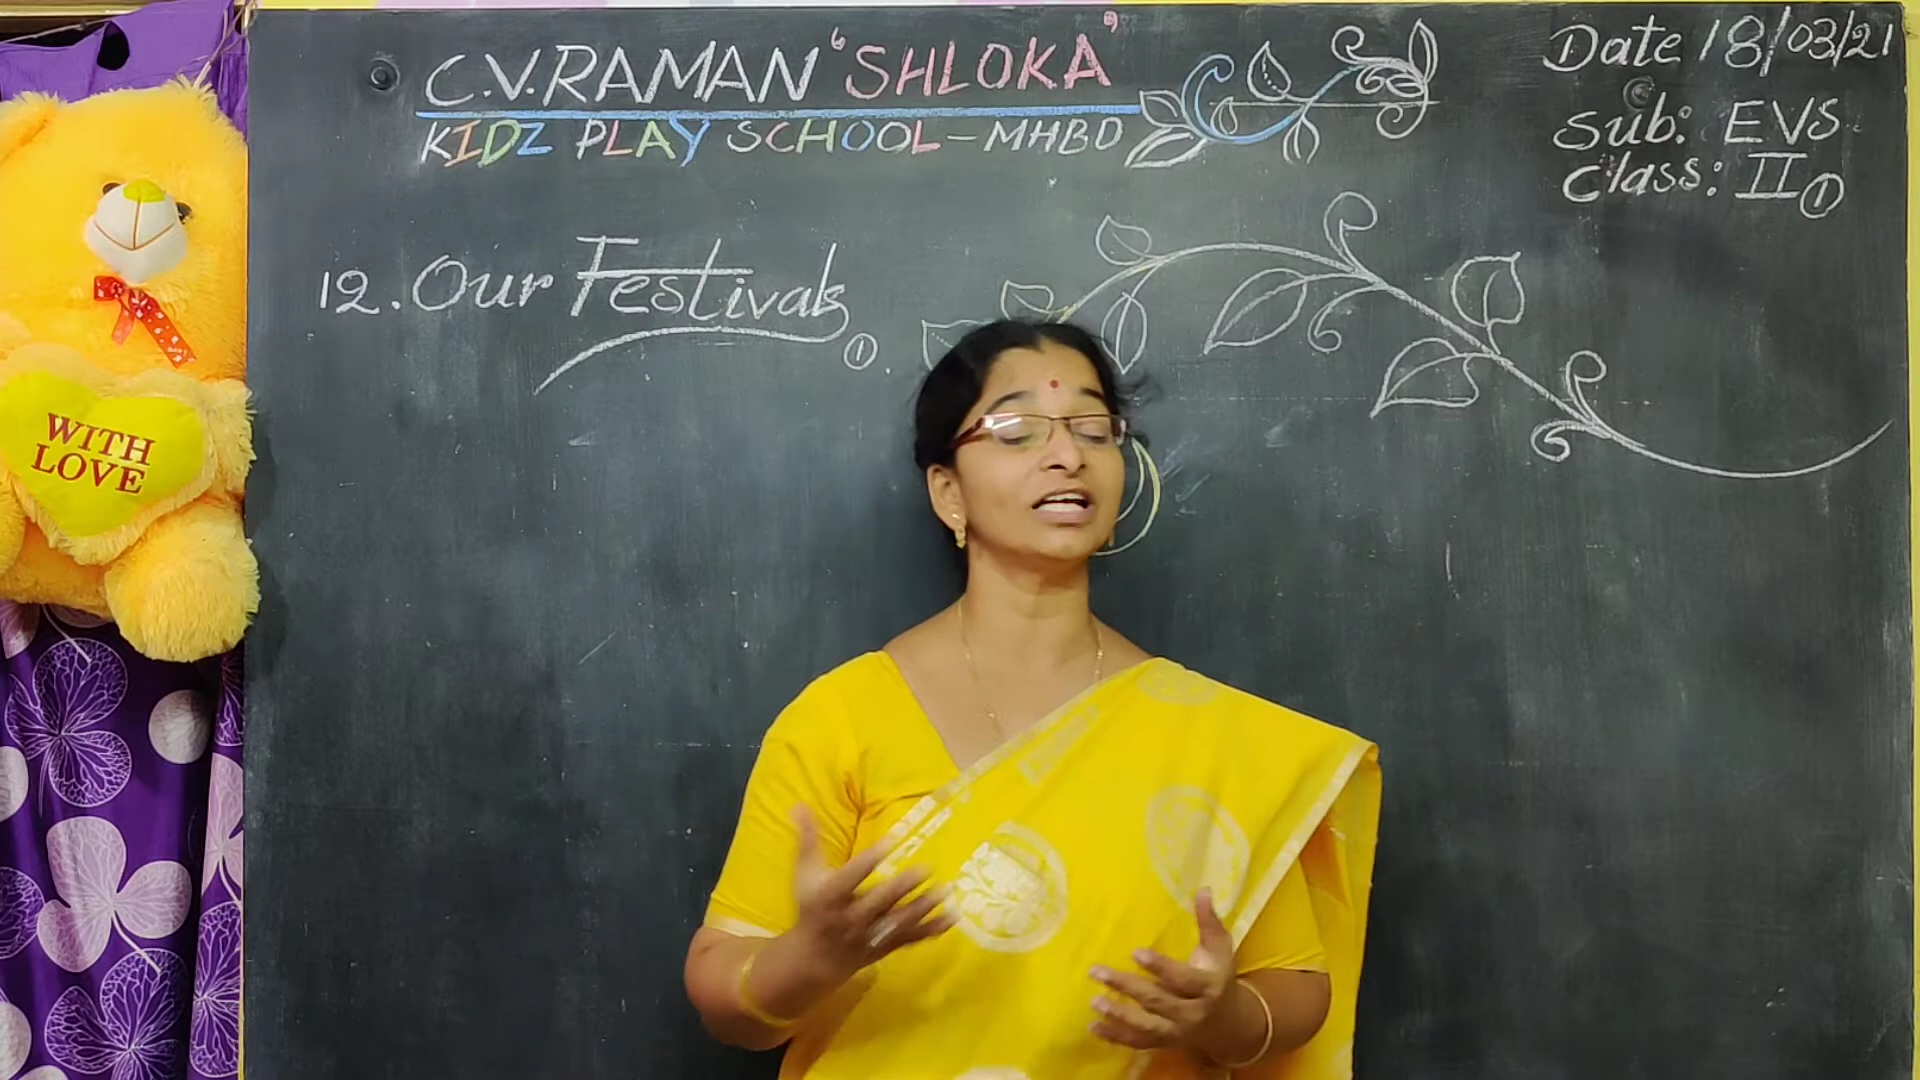 C.V.RAMAN "SHLOKA"
KIDZ PLAY SCHOOL-MHBD
Date 18/03/21
Sub: EVS
Class: II ①
12. Our Festivals
①.
WITH
LOVE